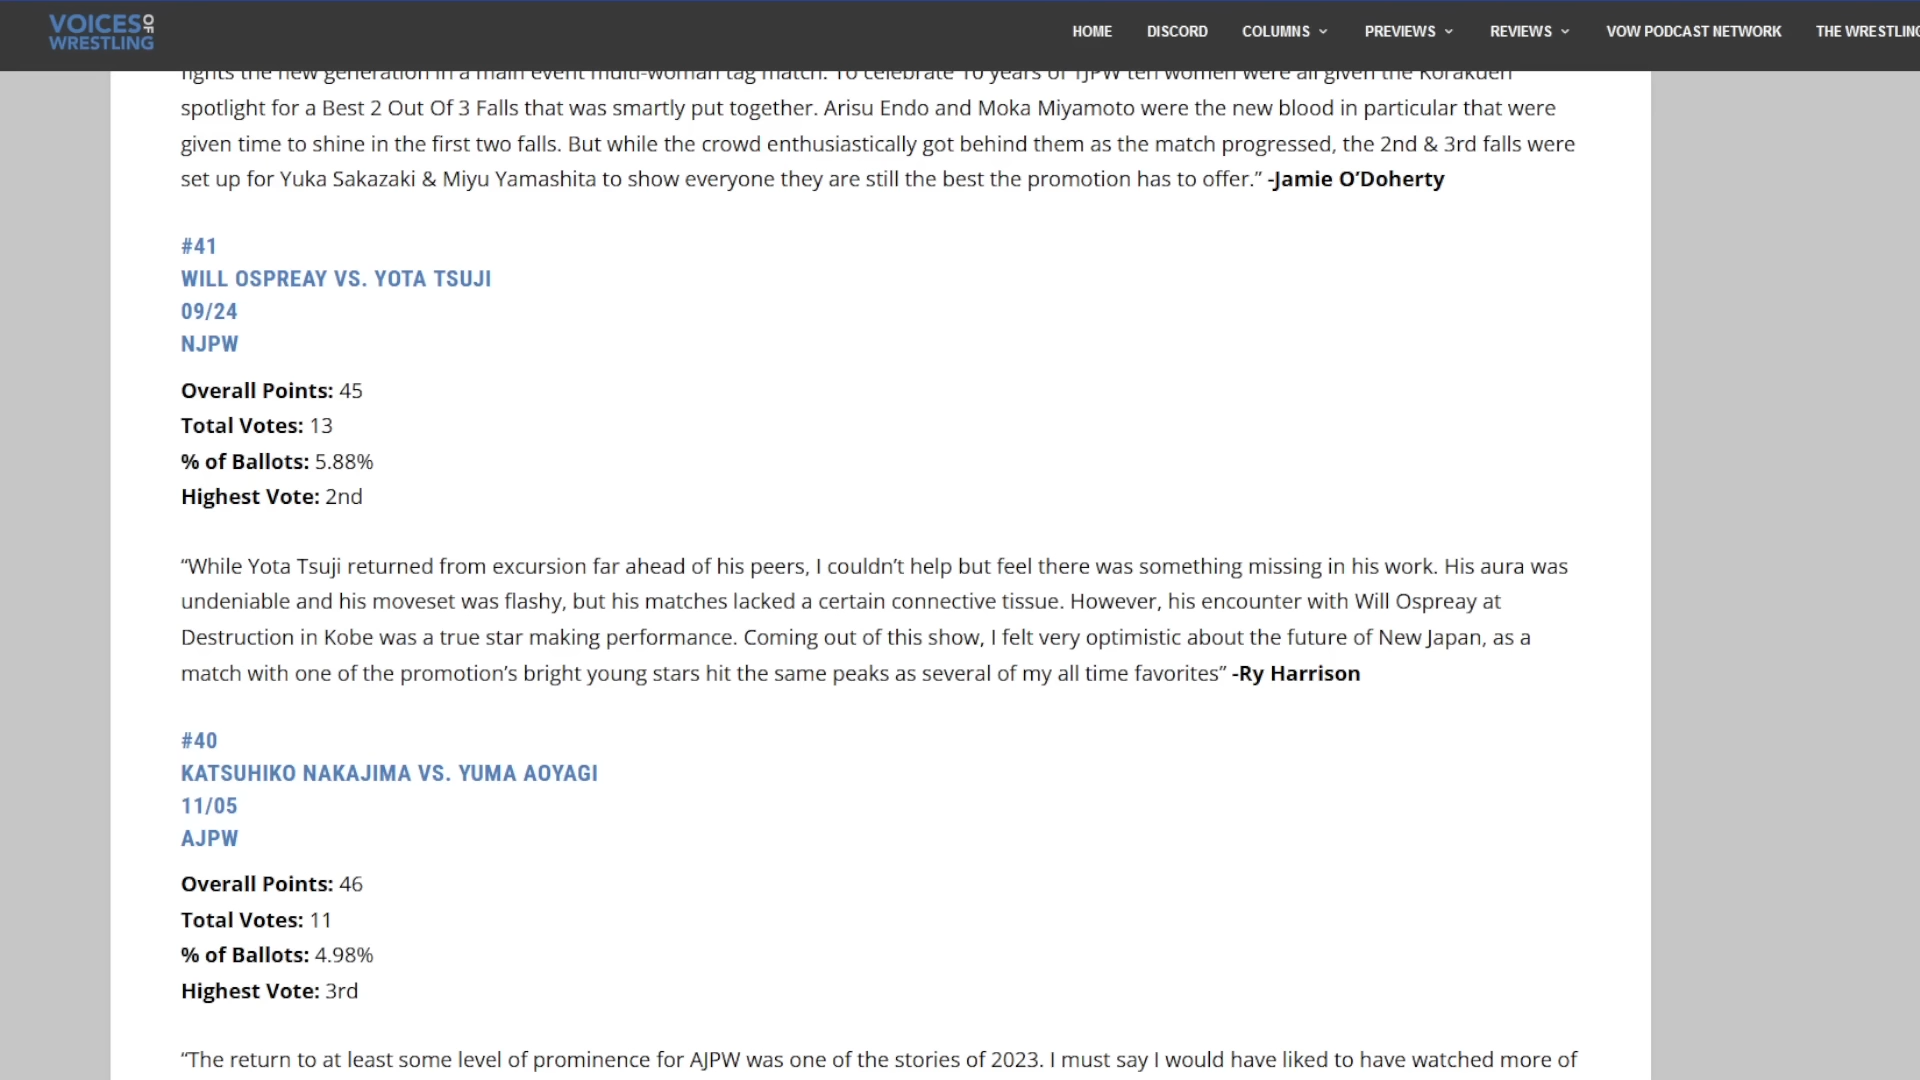 VOICES OF WRESTLING
HOME DISCORD COLUMNS PREVIEWS REVIEWS VOW PODCAST NETWORK THE WRESTLING
fights the new generation in a main event multi-woman tag match. To celebrate 10 years of TJPW ten women were all given the Korakuen
spotlight for a Best 2 Out Of 3 Falls that was smartly put together. Arisu Endo and Moka Miyamoto were the new blood in particular that were
given time to shine in the first two falls. But while the crowd enthusiastically got behind them as the match progressed, the 2nd & 3rd falls were
set up for Yuka Sakazaki & Miyu Yamashita to show everyone they are still the best the promotion has to offer.” -Jamie O’Doherty
#41
WILL OSPREAY VS. YOTA TSUJI
09/24
NJPW
Overall Points: 45
Total Votes: 13
% of Ballots: 5.88%
Highest Vote: 2nd
“While Yota Tsuji returned from excursion far ahead of his peers, I couldn’t help but feel there was something missing in his work. His aura was
undeniable and his moveset was flashy, but his matches lacked a certain connective tissue. However, his encounter with Will Ospreay at
Destruction in Kobe was a true star making performance. Coming out of this show, I felt very optimistic about the future of New Japan, as a
match with one of the promotion’s bright young stars hit the same peaks as several of my all time favorites” -Ry Harrison
#40
KATSUHIKO NAKAJIMA VS. YUMA AOYAGI
11/05
AJPW
Overall Points: 46
Total Votes: 11
% of Ballots: 4.98%
Highest Vote: 3rd
“The return to at least some level of prominence for AJPW was one of the stories of 2023. I must say I would have liked to have watched more of